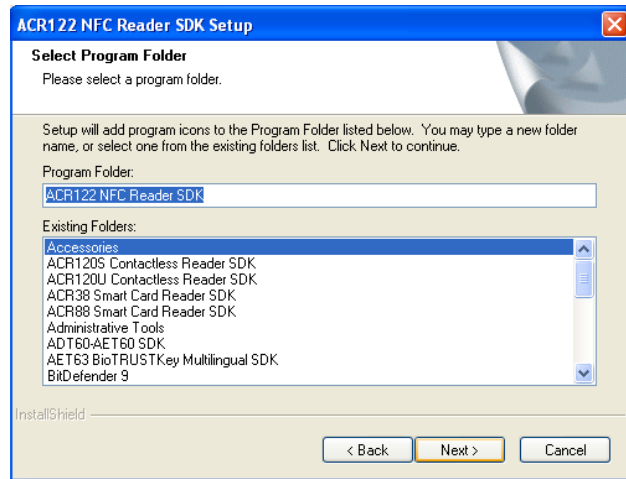 ACR122 NFC Reader SDK Setup
Select Program Folder
Please select a program folder.
Setup will add program icons to the Program Folder listed below. You may type a new folder
name, or select one from the existing folders list. Click Next to continue.
Program Folder:
ACR122 NFC Reader SDK
Existing Folders:
Accessories
ACR120S Contactless Reader SDK
ACR120U Contactless Reader SDK
ACR38 Smart Card Reader SDK
ACR88 Smart Card Reader SDK
Administrative Tools
ADT60-AET60 SDK
AET63 BioTRUSTKey Multilingual SDK
BitDefender 9
InstallShield
< Back Next > Cancel